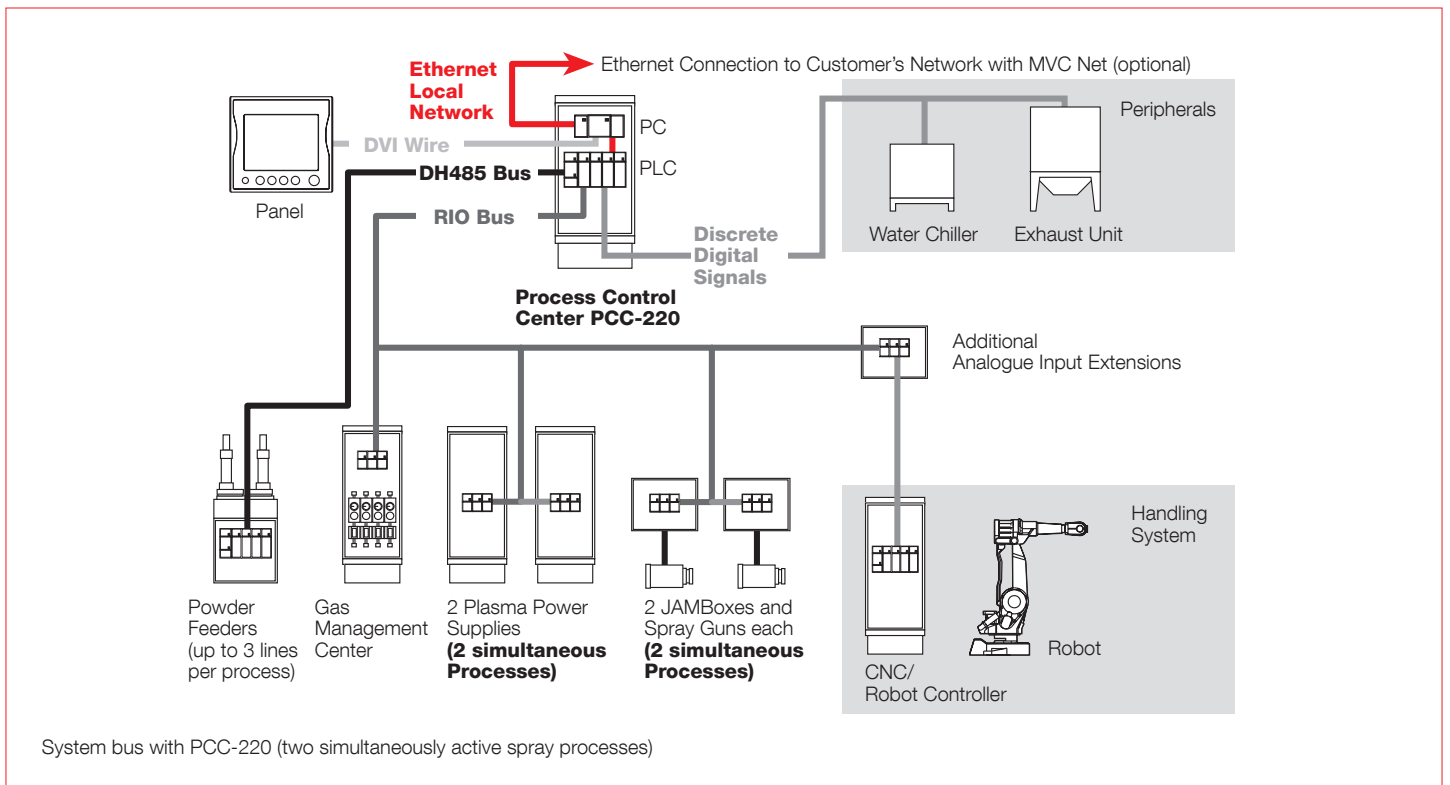 Ethernet
Local
Network
Ethernet Connection to Customer's Network with MVC Net (optional)
Peripherals
PC
DVI Wire
PLC
DH485 Bus
Panel
RIO Bus
Water Chiller
Exhaust Unit
Discrete
Digital
Signals
Process Control
Center PCC-220
Additional
Analogue Input Extensions
Handling
System
Powder
Feeders
(up to 3 lines
per process)
Gas
Management
Center
2 Plasma Power
Supplies
(2 simultaneous
Processes)
2 JAMBoxes and
Spray Guns each
(2 simultaneous
Processes)
Robot
CNC/
Robot Controller
System bus with PCC-220 (two simultaneously active spray processes)